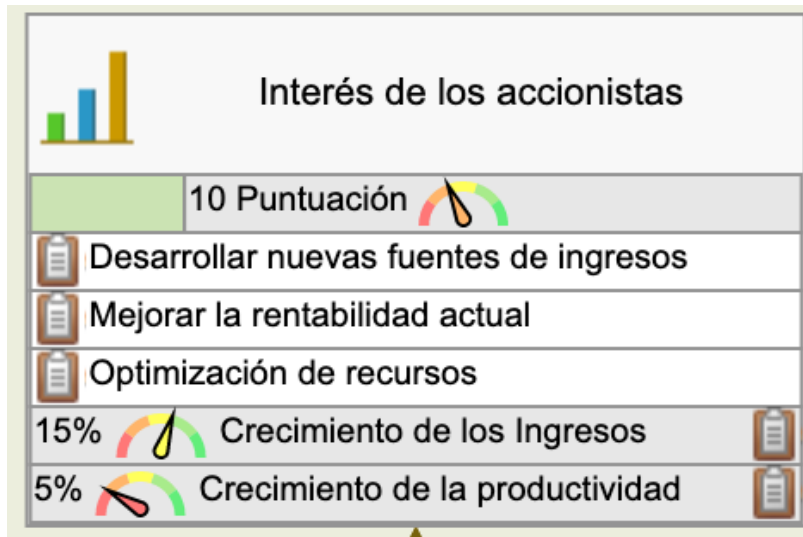 Interés de los accionistas
10 Puntuación
Desarrollar nuevas fuentes de ingresos
Mejorar la rentabilidad actual
Optimización de recursos
15% Crecimiento de los Ingresos
5% Crecimiento de la productividad